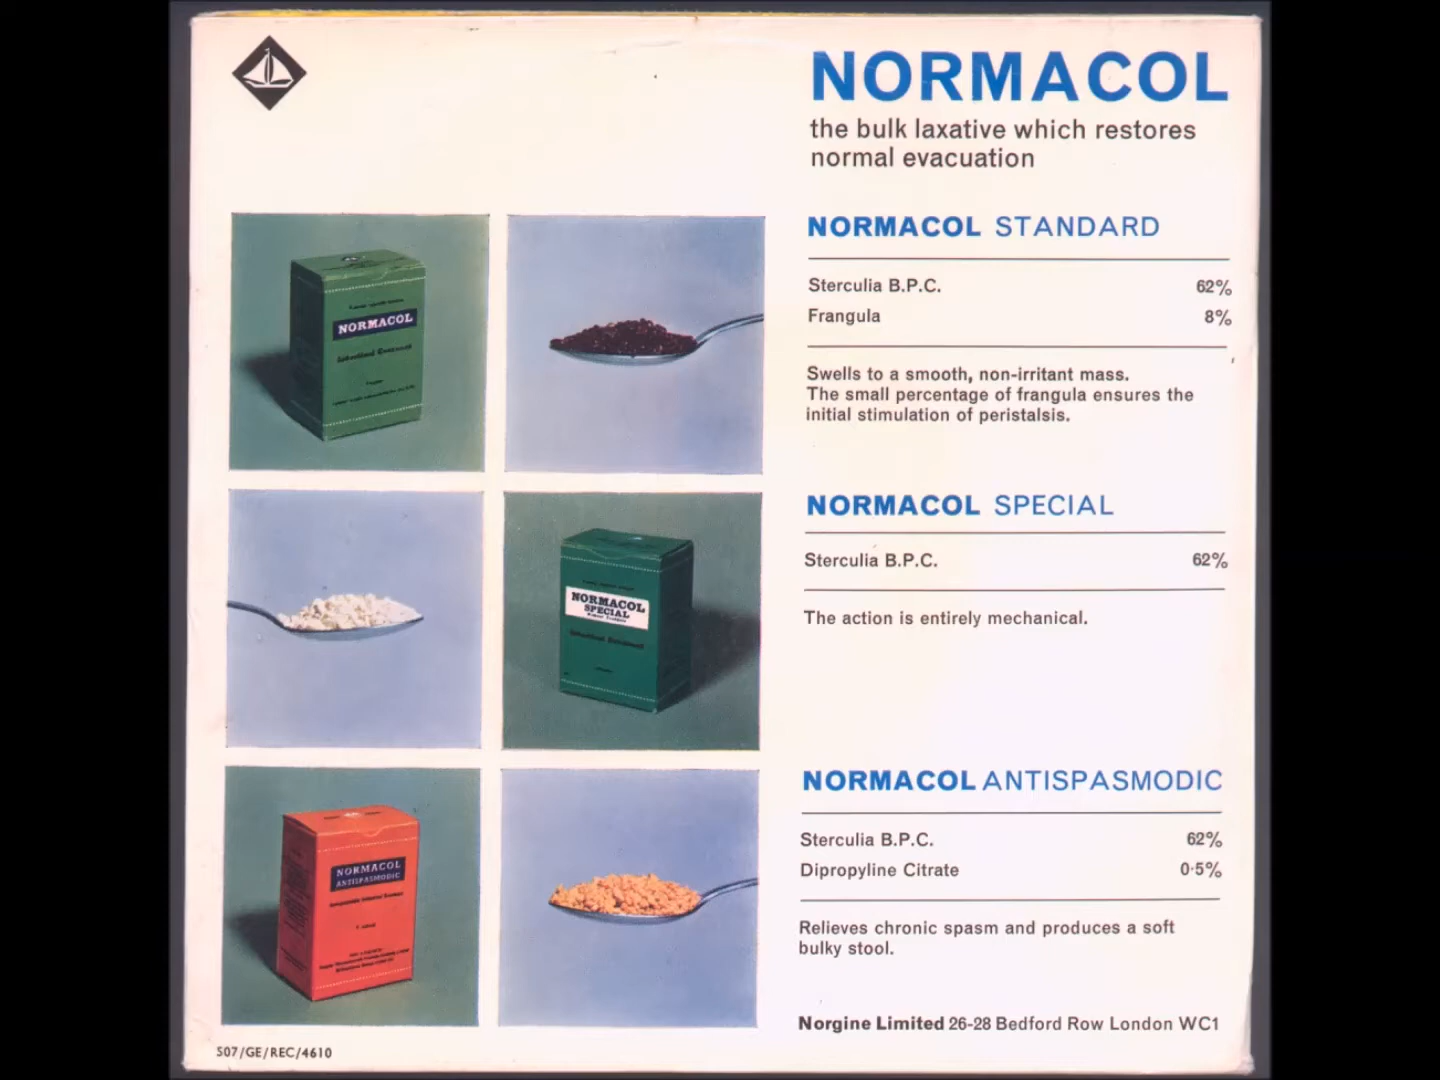 NORMACOL
the bulk laxative which restores
normal evacuation
NORMACOL STANDARD
Sterculia B.P.C. 62%
Frangula 8%
Swells to a smooth, non-irritant mass.
The small percentage of frangula ensures the
initial stimulation of peristalsis.
NORMACOL
NORMACOL SPECIAL
Sterculia B.P.C. 62%
The action is entirely mechanical.
NORMACOL
SPECIAL
NORMACOL ANTISPASMODIC
Sterculia B.P.C. 62%
Dipropyline Citrate 0·5%
Relieves chronic spasm and produces a soft
bulky stool.
NORMACOL
ANTISPASMODIC
Norgine Limited 26-28 Bedford Row London WC1
S07/GE/REC/4610